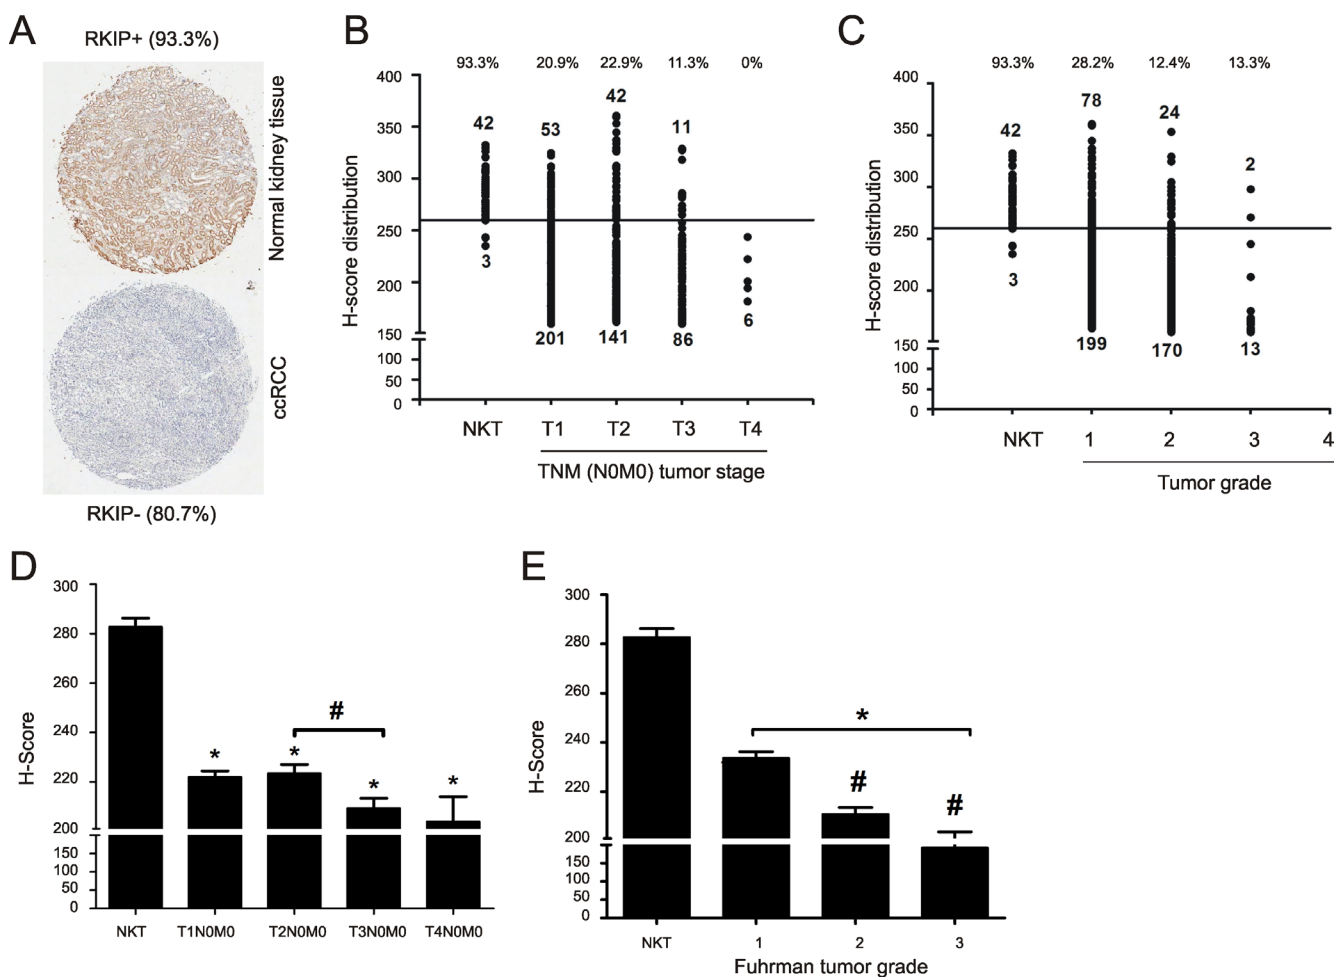 A
RKIP+ (93.3%)
Normal kidney tissue
ccRCC
RKIP- (80.7%)
B
93.3% 20.9% 22.9% 11.3% 0%
H-score distribution
400
350
300
250
200
150
100
50
0
42 53 42 11
3 201 141 86 6
NKT T1 T2 T3 T4
TNM (N0M0) tumor stage
C
93.3% 28.2% 12.4% 13.3%
H-score distribution
400
350
300
250
200
150
100
50
0
42 78 24 2
3 199 170 13
NKT 1 2 3 4
Tumor grade
D
H-Score
300
280
260
240
220
200
150
100
50
0
#
* * * *
NKT T1N0M0 T2N0M0 T3N0M0 T4N0M0
E
H-Score
300
280
260
240
220
200
150
100
50
0
*
# #
NKT 1 2 3
Fuhrman tumor grade